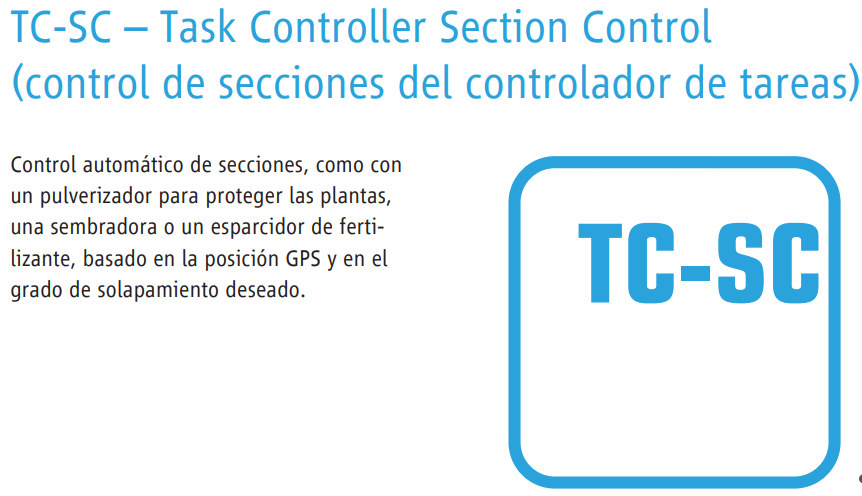 TC-SC – Task Controller Section Control
(control de secciones del controlador de tareas)
Control automático de secciones, como con
un pulverizador para proteger las plantas,
una sembradora o un esparcidor de ferti-
lizante, basado en la posición GPS y en el
grado de solapamiento deseado.
TC-SC